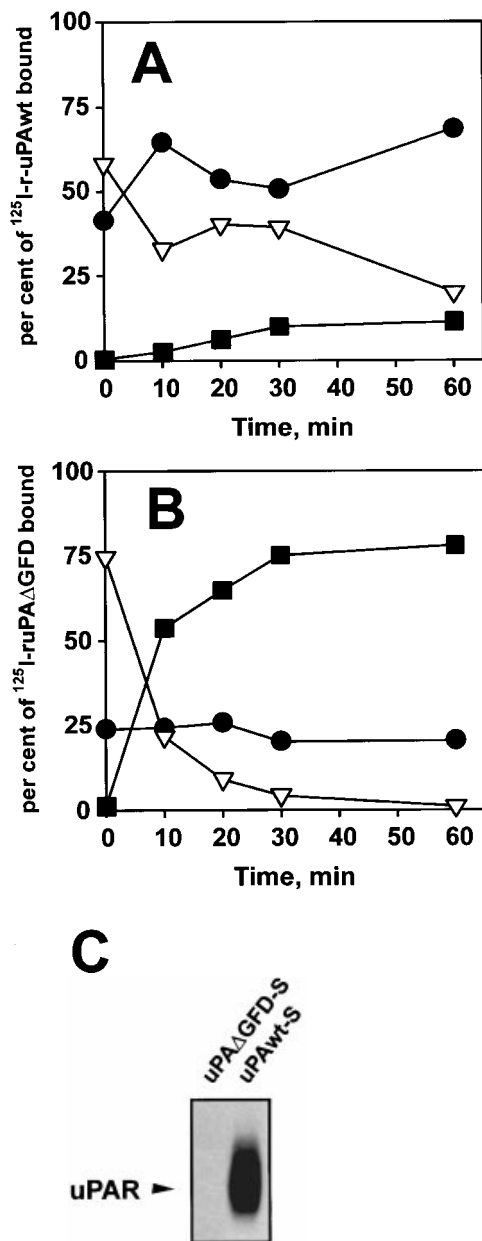 A
per cent of ¹²⁵I-r-uPAwt bound
100
75
50
25
0
0 10 20 30 40 50 60
Time, min
B
per cent of ¹²⁵I-ruPAΔGFD bound
100
75
50
25
0
0 10 20 30 40 50 60
Time, min
C
uPAΔGFD-S
uPAwt-S
uPAR